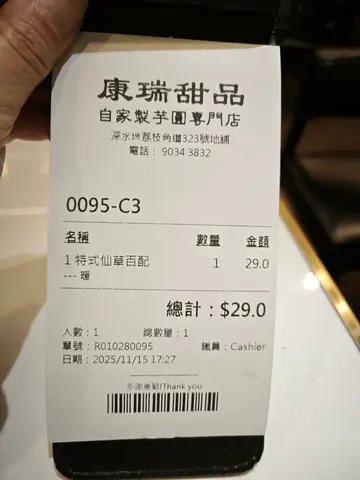 康瑞甜品
自家製芋圓專門店
深水埗荔枝角道323號地舖
電話： 9034 3832
0095-C3
名稱 數量 金額
1 特式仙草百配 1 29.0
--- 暖
總計：$29.0
人數：1 總數量：1
單號：R010280095 職員：Cashier
日期：2025/11/15 17:27
多謝惠顧!Thank you